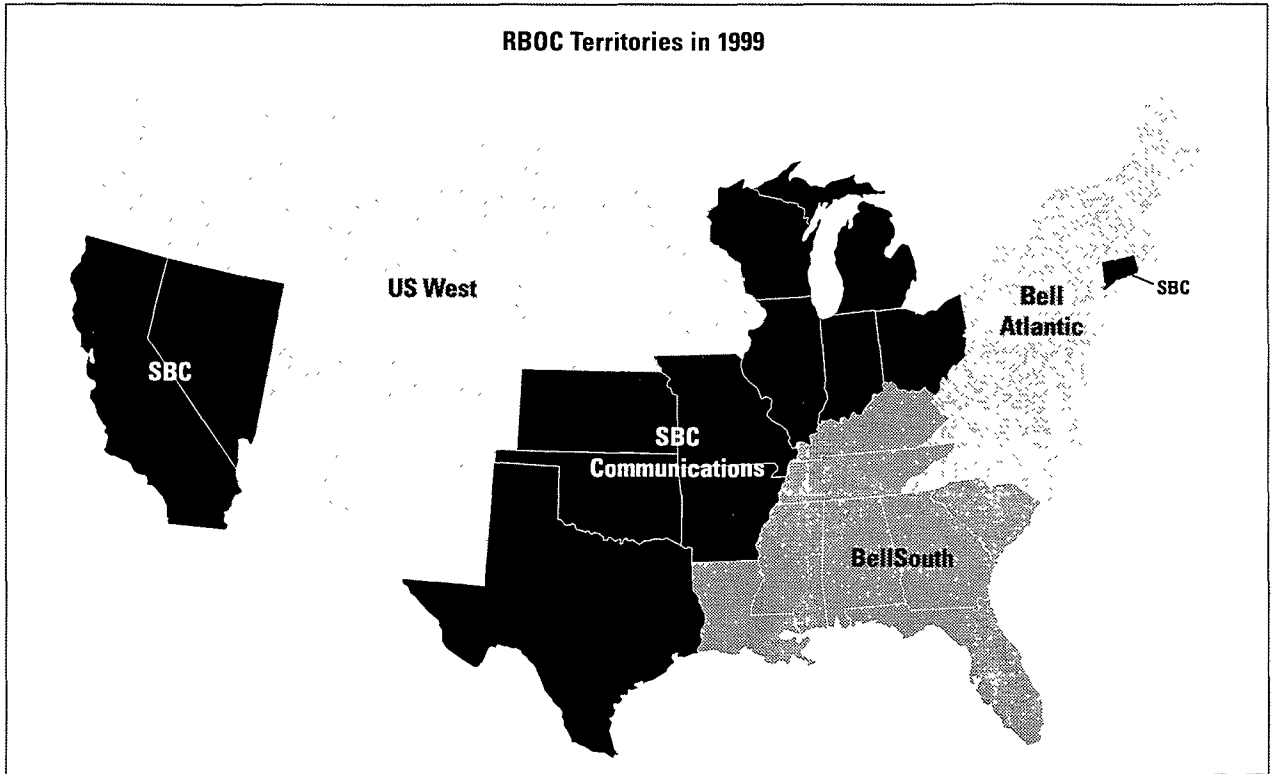 RBOC Territories in 1999
US West
Bell
Atlantic
SBC
SBC
SBC
Communications
BellSouth